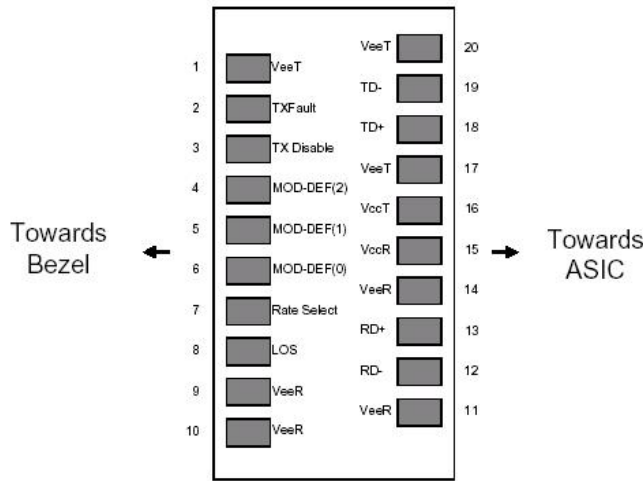 Towards
Bezel
1 VeeT
2 TXFault
3 TX Disable
4 MOD-DEF(2)
5 MOD-DEF(1)
6 MOD-DEF(0)
7 Rate Select
8 LOS
9 VeeR
10 VeeR
VeeT 20
TD- 19
TD+ 18
VeeT 17
VccT 16
VccR 15
VeeR 14
RD+ 13
RD- 12
VeeR 11
Towards
ASIC